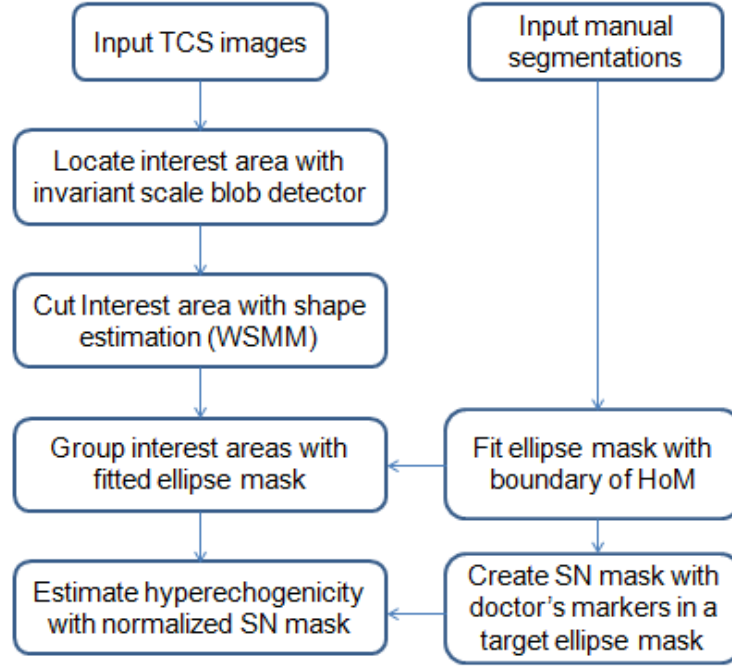 Input TCS images
Input manual
segmentations
Locate interest area with
invariant scale blob detector
Cut Interest area with shape
estimation (WSMM)
Group interest areas with
fitted ellipse mask
Fit ellipse mask with
boundary of HoM
Estimate hyperechogenicity
with normalized SN mask
Create SN mask with
doctor's markers in a
target ellipse mask